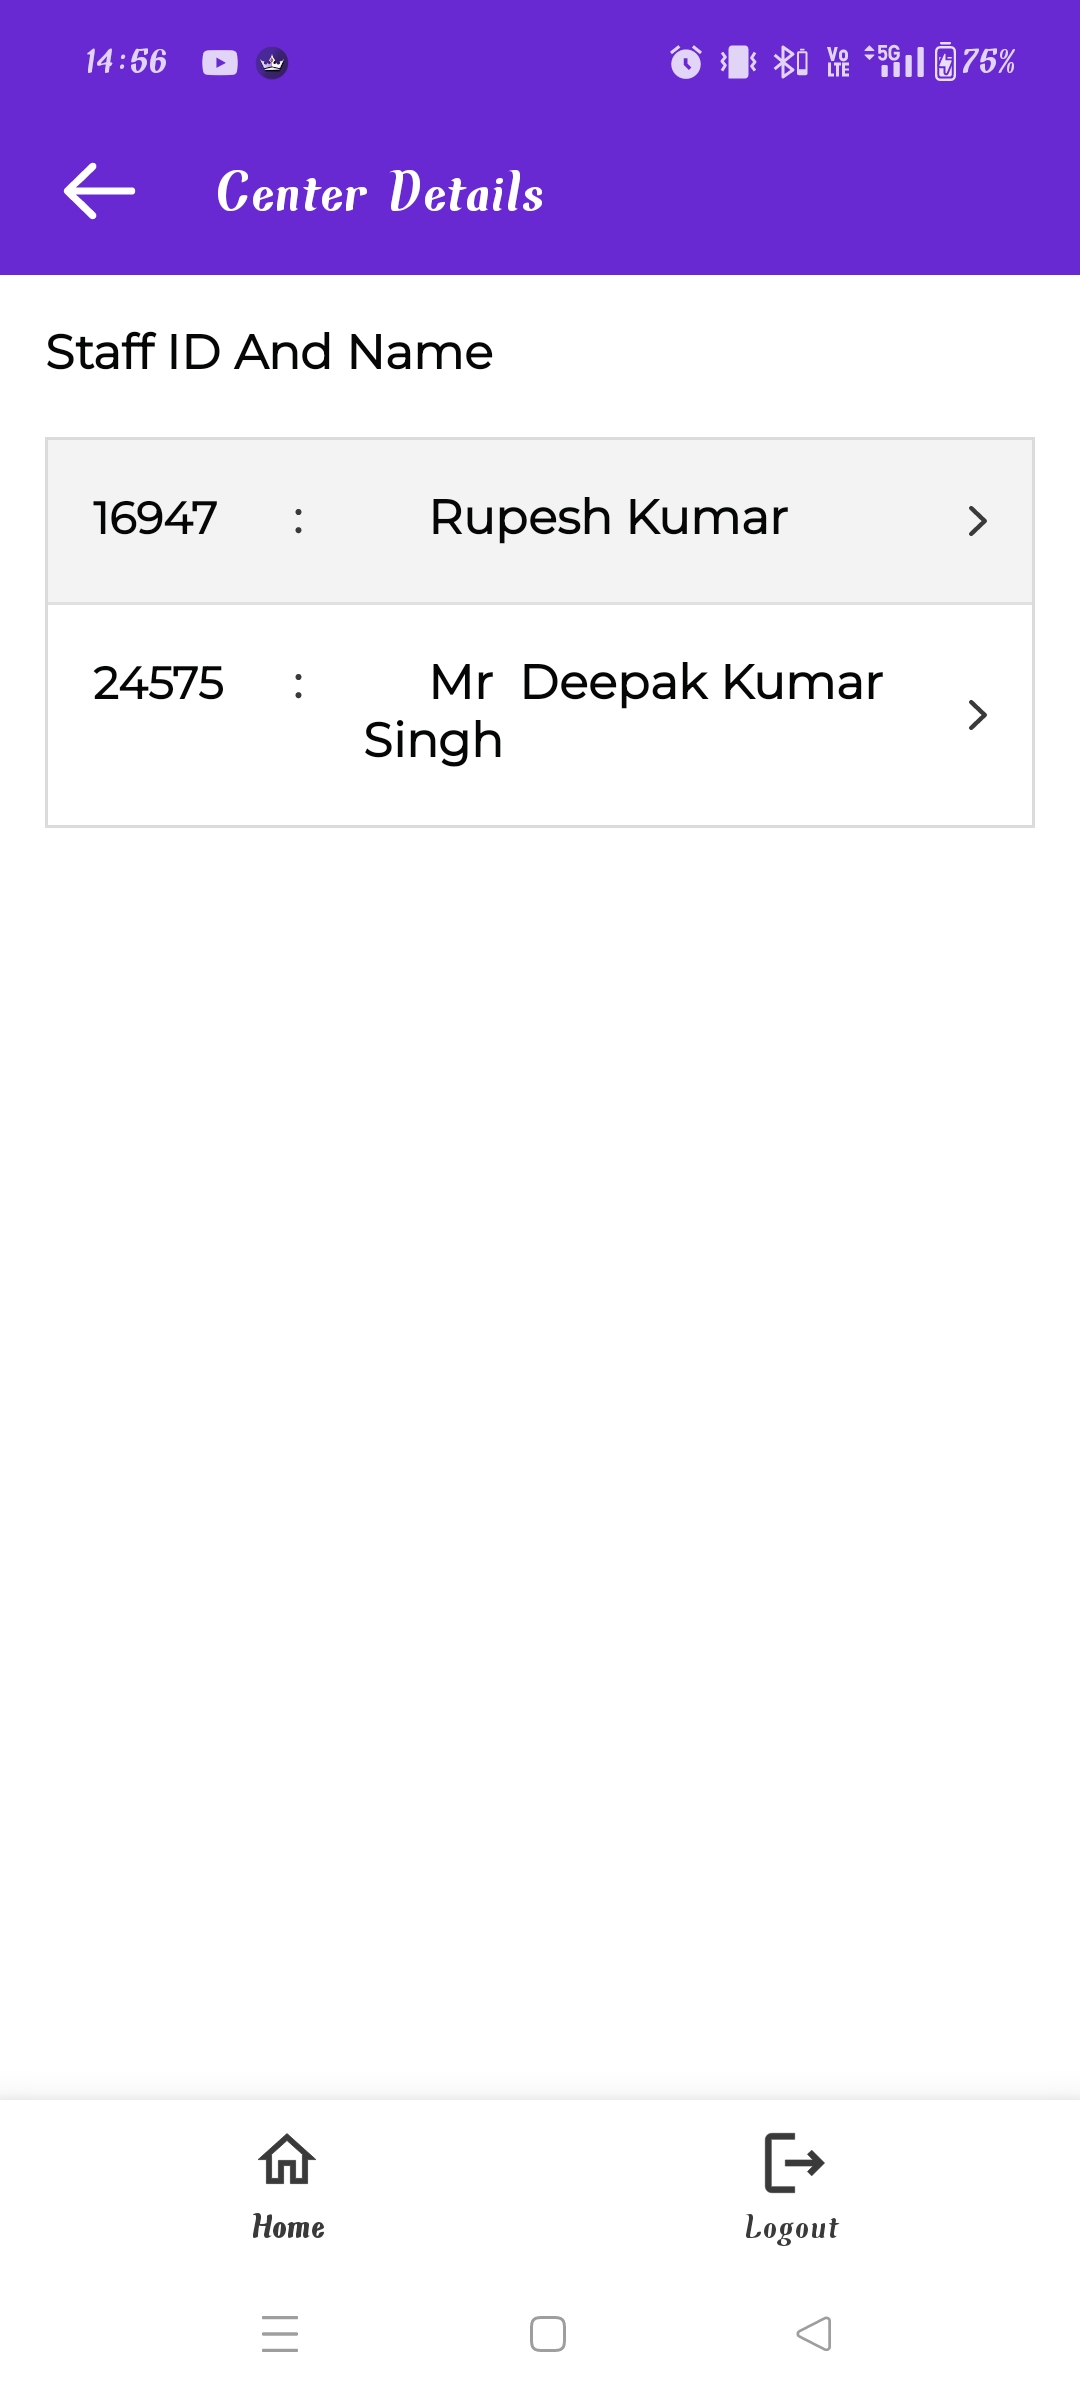 14:56 VO LTE 5G 75%
Center Details
Staff ID And Name
16947 : Rupesh Kumar
24575 : Mr Deepak Kumar
Singh
Home Logout